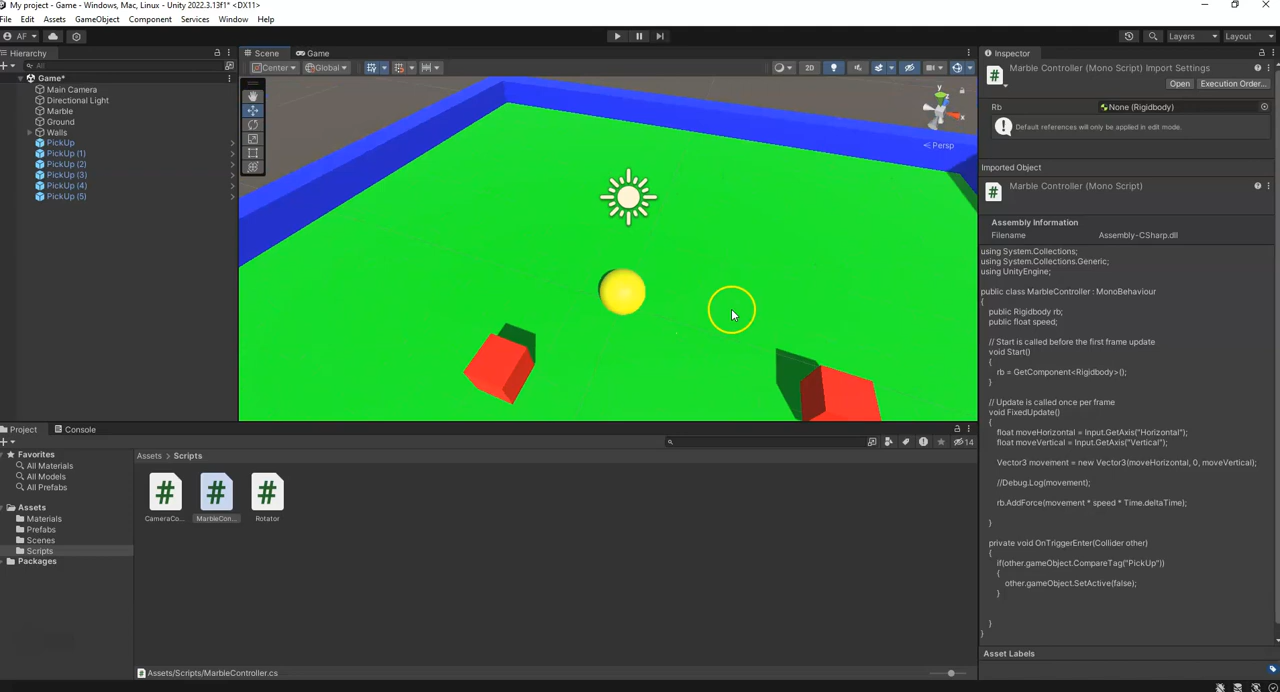 My project - Game - Windows, Mac, Linux - Unity 2022.3.13f1* <DX11>
File Edit Assets GameObject Component Services Window Help
AF Layers Layout
Hierarchy
All
Game*
Main Camera
Directional Light
Marble
Ground
Walls
PickUp
PickUp (1)
PickUp (2)
PickUp (3)
PickUp (4)
PickUp (5)
Scene Game
Center Global 2D
y
x
Persp
Inspector
Marble Controller (Mono Script) Import Settings
Open Execution Order...
Rb None (Rigidbody)
Default references will only be applied in edit mode.
Imported Object
Marble Controller (Mono Script)
Assembly Information
Filename Assembly-CSharp.dll
using System.Collections;
using System.Collections.Generic;
using UnityEngine;
public class MarbleController : MonoBehaviour
{
public Rigidbody rb;
public float speed;
// Start is called before the first frame update
void Start()
{
rb = GetComponent<Rigidbody>();
}
// Update is called once per frame
void FixedUpdate()
{
float moveHorizontal = Input.GetAxis("Horizontal");
float moveVertical = Input.GetAxis("Vertical");
Vector3 movement = new Vector3(moveHorizontal, 0, moveVertical);
//Debug.Log(movement);
rb.AddForce(movement * speed * Time.deltaTime);
}
private void OnTriggerEnter(Collider other)
{
if(other.gameObject.CompareTag("PickUp"))
{
other.gameObject.SetActive(false);
}
}
}
Asset Labels
Project Console
14
Favorites
All Materials
All Models
All Prefabs
Assets
Materials
Prefabs
Scenes
Scripts
Packages
Assets > Scripts
CameraCo... MarbleCon... Rotator
Assets/Scripts/MarbleController.cs